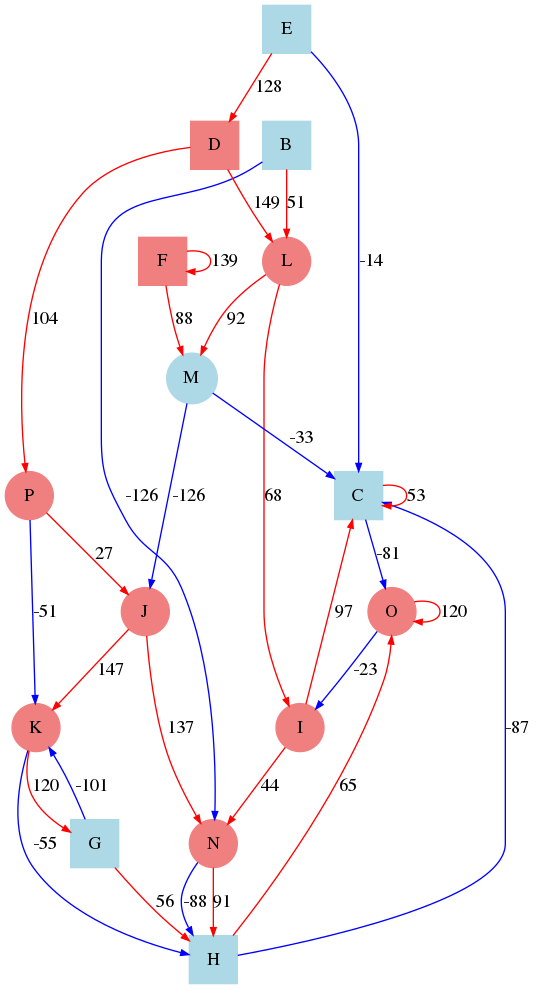 E
128
D B
149 51
F 139 L -14
104 88 92
M
-33
P -126 -126 68 C 53
27 -81
-51 J 97 O 120
147 -23
K 137 I
120 -101 44 65 -87
-55 G N
56 -88 91
H